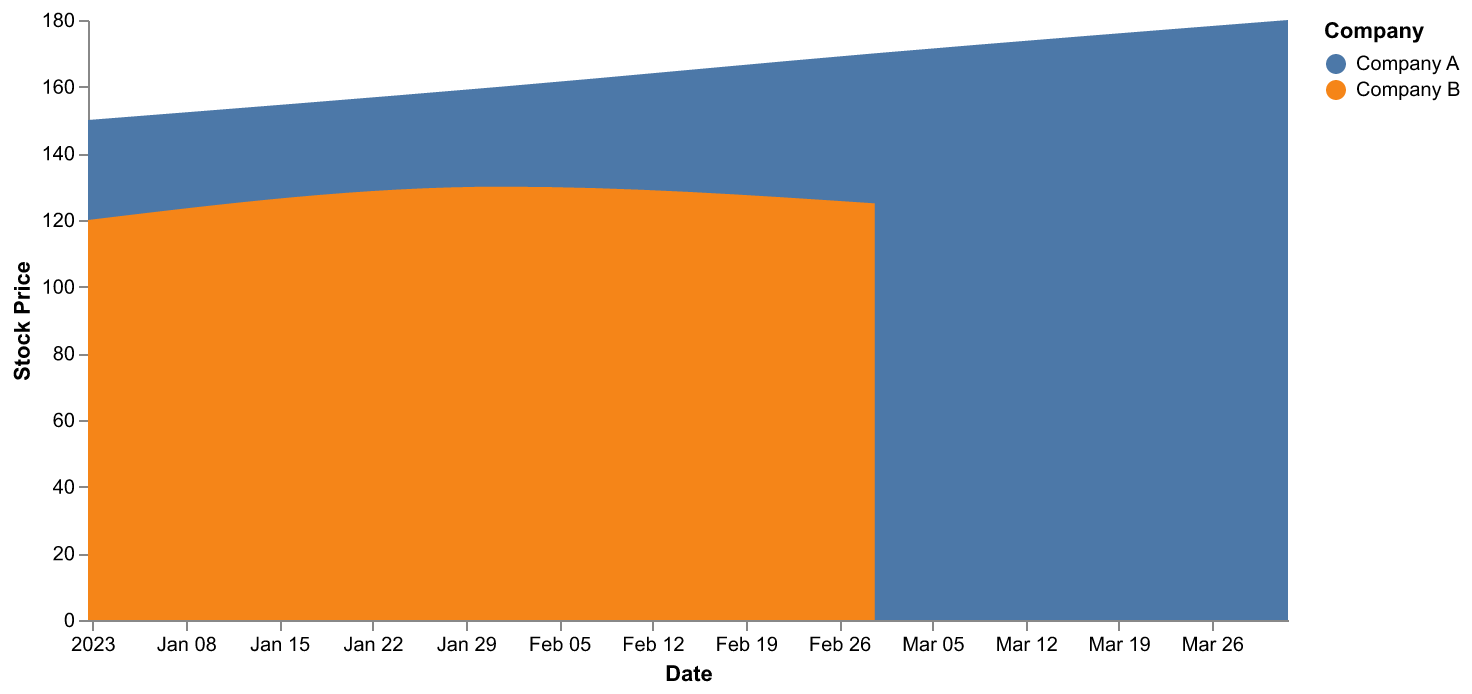 Company
Company A
Company B
Stock Price
180
160
140
120
100
80
60
40
20
0
2023 Jan 08 Jan 15 Jan 22 Jan 29 Feb 05 Feb 12 Feb 19 Feb 26 Mar 05 Mar 12 Mar 19 Mar 26
Date